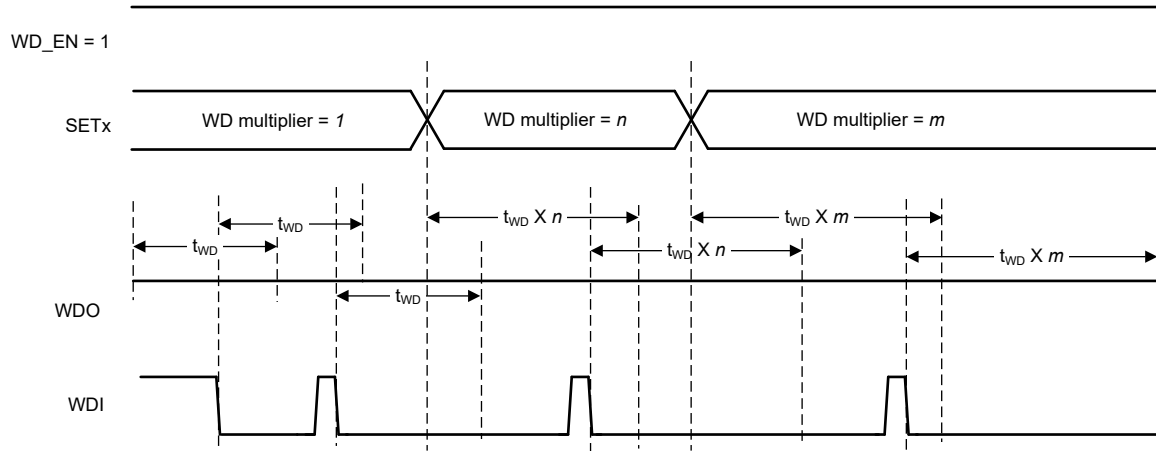 WD_EN = 1
SETx
WD multiplier = 1
WD multiplier = n
WD multiplier = m
tWD
tWD X n
tWD X m
tWD
tWD X n
tWD X m
WDO
tWD
WDI